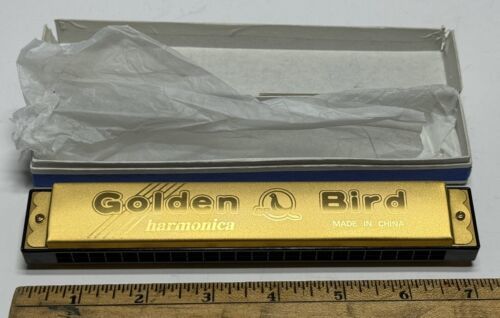 Golden Bird
harmonica MADE IN CHINA
1 2 3 4 5 6 7